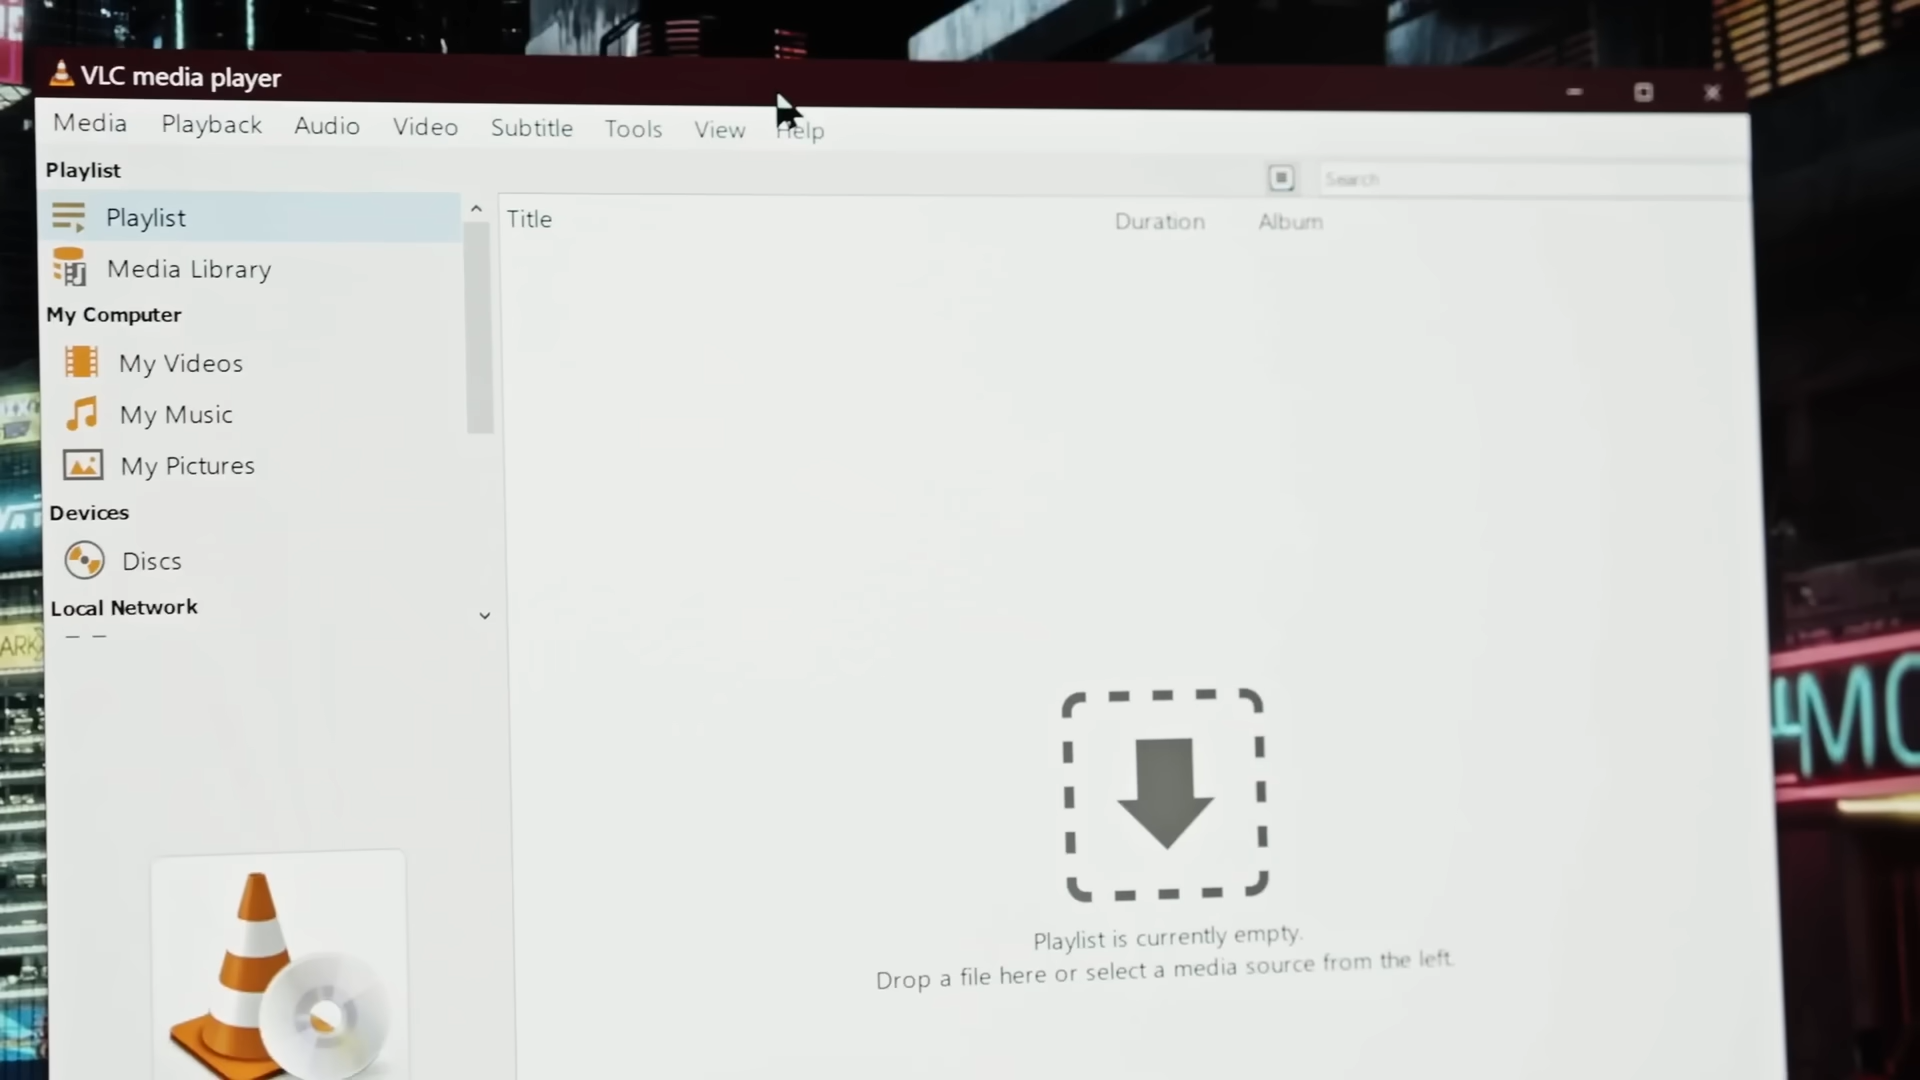 VLC media player
Media Playback Audio Video Subtitle Tools View Help
Playlist
Search
Playlist
Title Duration Album
Media Library
My Computer
My Videos
My Music
My Pictures
Devices
Discs
Local Network
ARK
Playlist is currently empty.
Drop a file here or select a media source from the left.